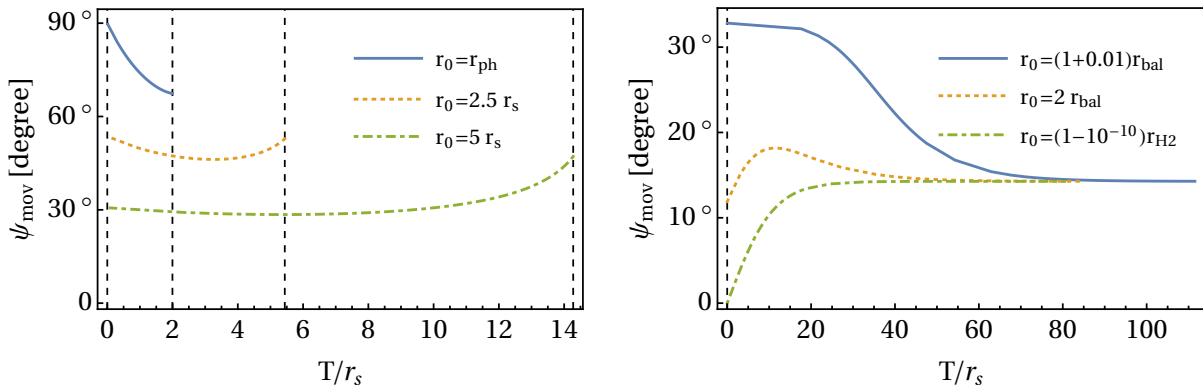 90°
60°
30°
0
ψmov [degree]
r₀=rph
r₀=2.5 rs
r₀=5 rs
0 2 4 6 8 10 12 14
T/rs
30°
20°
10°
0
ψmov [degree]
r₀=(1+0.01)rbal
r₀=2 rbal
r₀=(1−10⁻¹⁰)rH2
0 20 40 60 80 100
T/rs